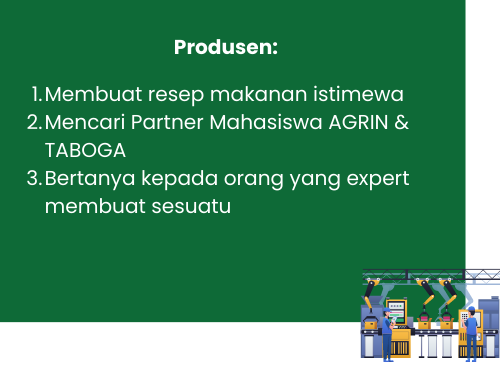 Produsen:
1.Membuat resep makanan istimewa
2.Mencari Partner Mahasiswa AGRIN &
TABOGA
3.Bertanya kepada orang yang expert
membuat sesuatu